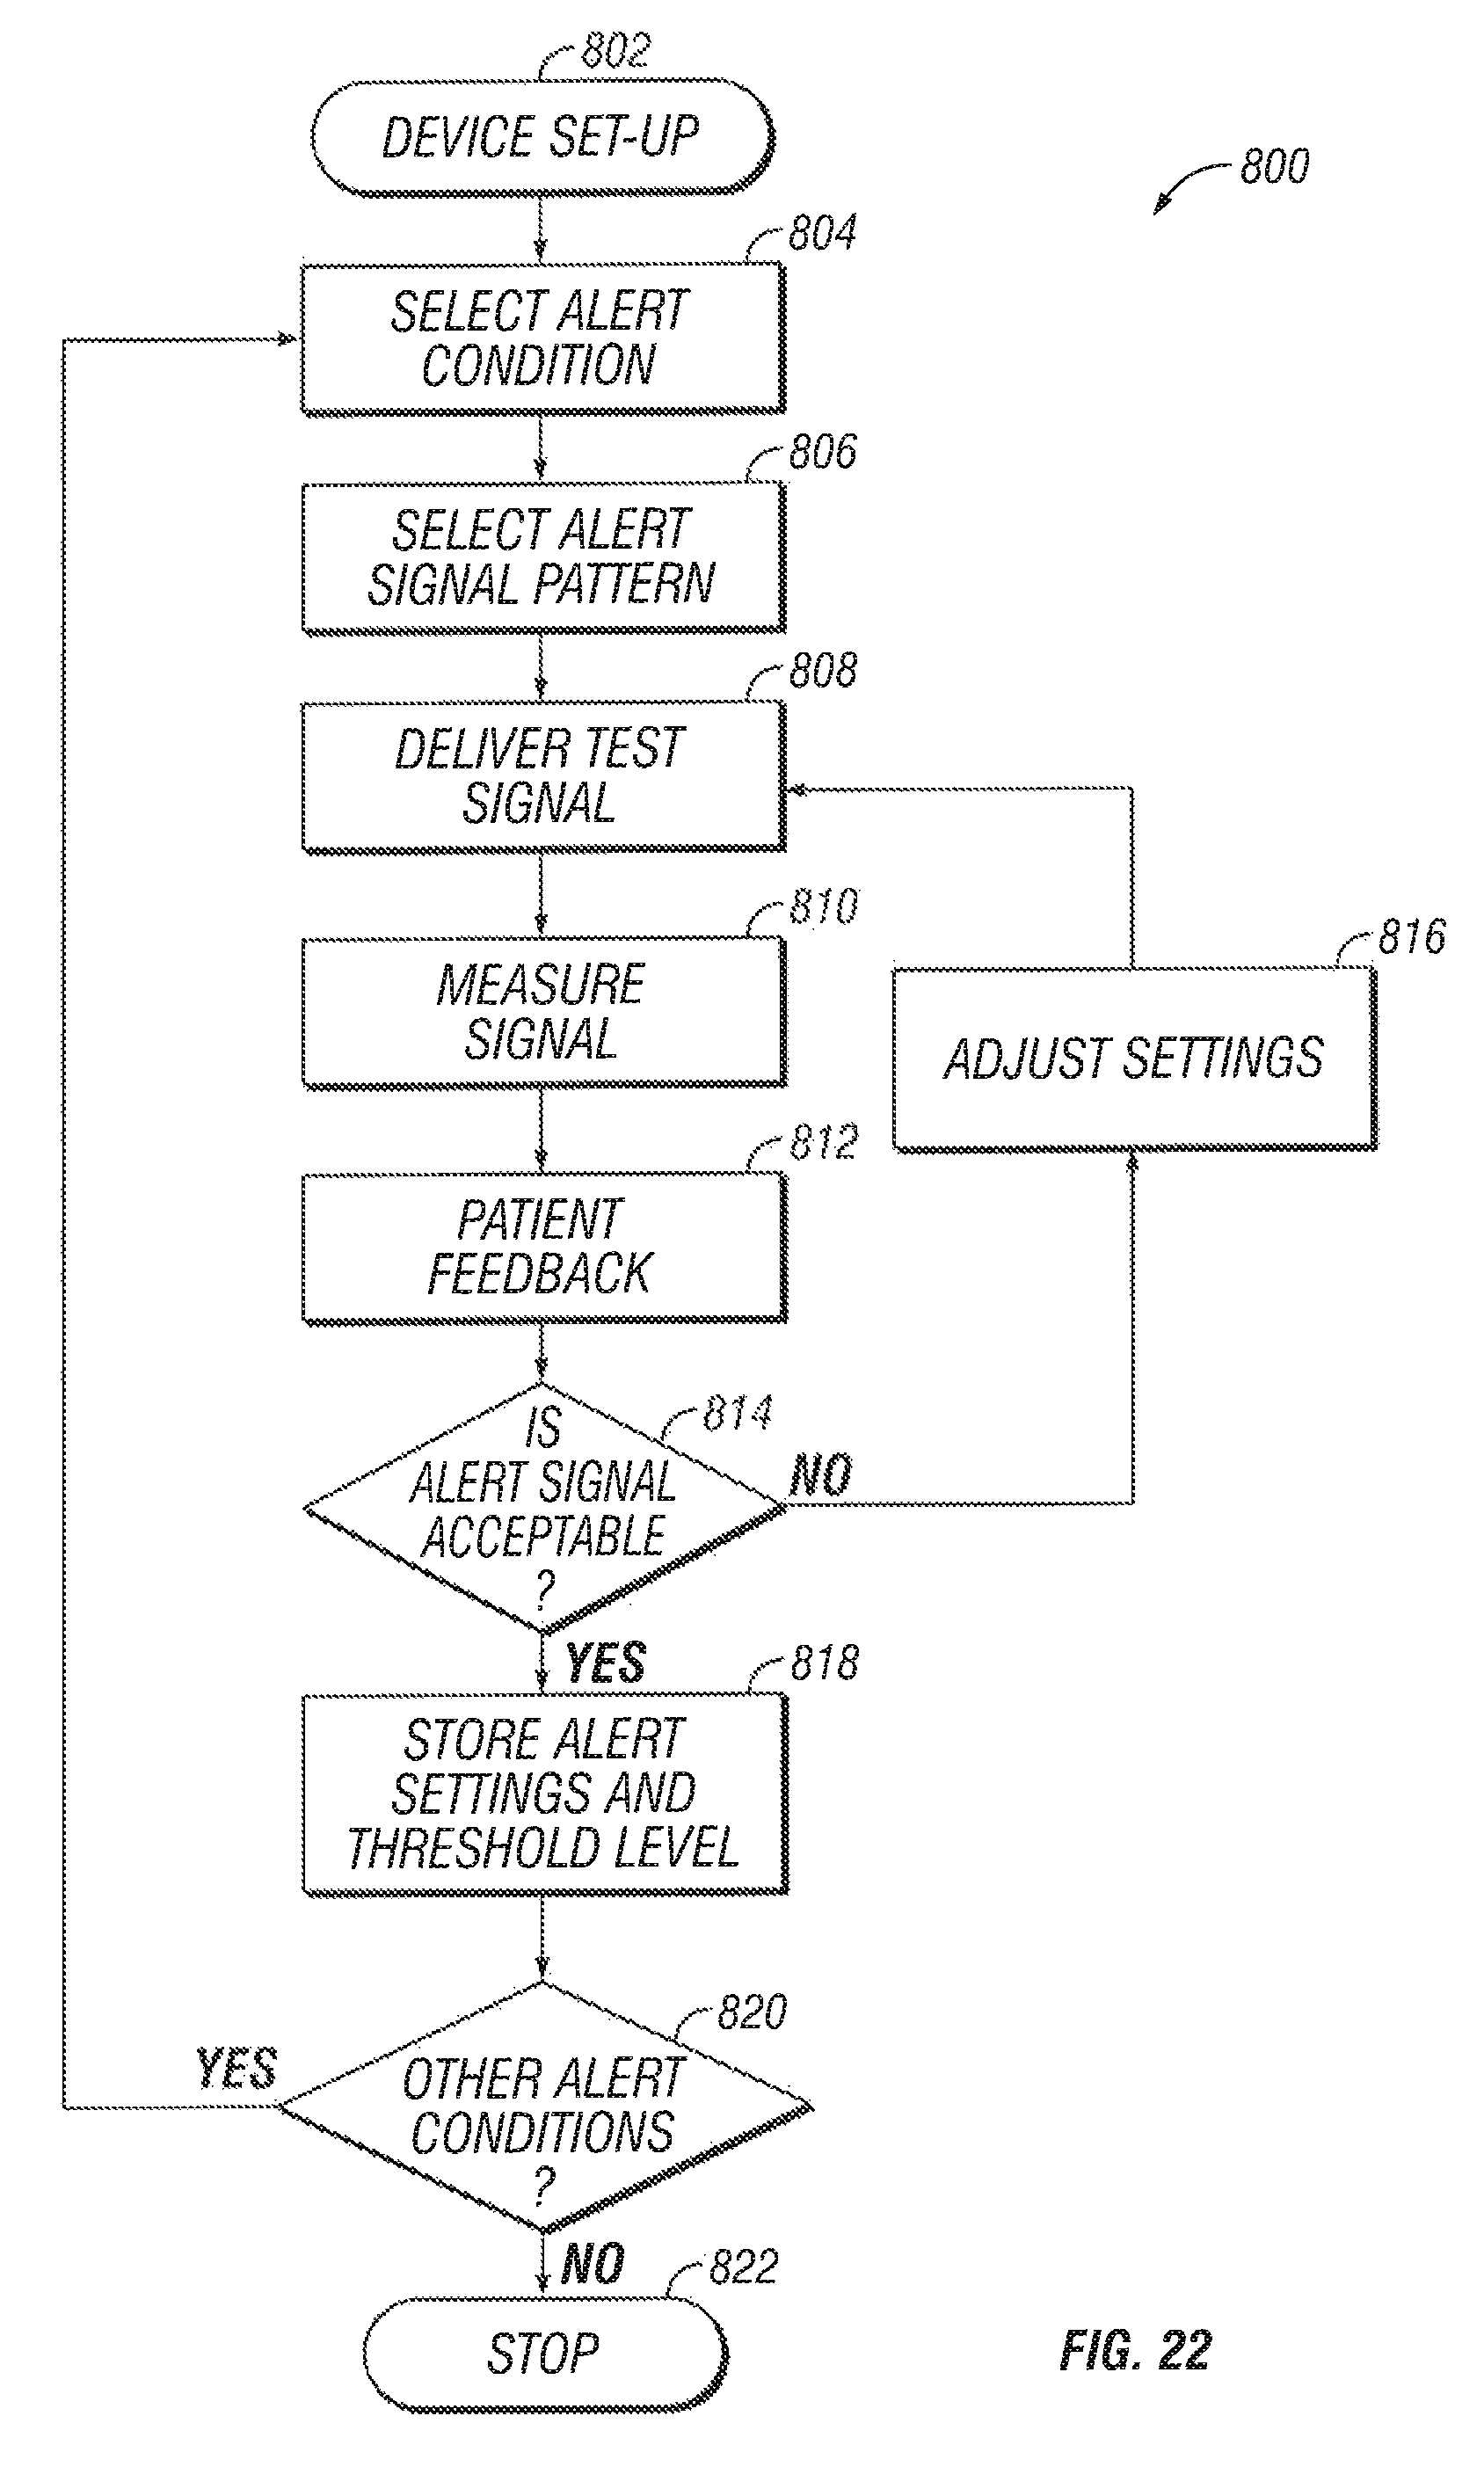 802
DEVICE SET-UP
800
804
SELECT ALERT
CONDITION
806
SELECT ALERT
SIGNAL PATTERN
808
DELIVER TEST
SIGNAL
810
MEASURE
SIGNAL
816
ADJUST SETTINGS
812
PATIENT
FEEDBACK
814
IS
ALERT SIGNAL
ACCEPTABLE
?
NO
YES
818
STORE ALERT
SETTINGS AND
THRESHOLD LEVEL
820
YES
OTHER ALERT
CONDITIONS
?
NO
822
STOP
FIG. 22